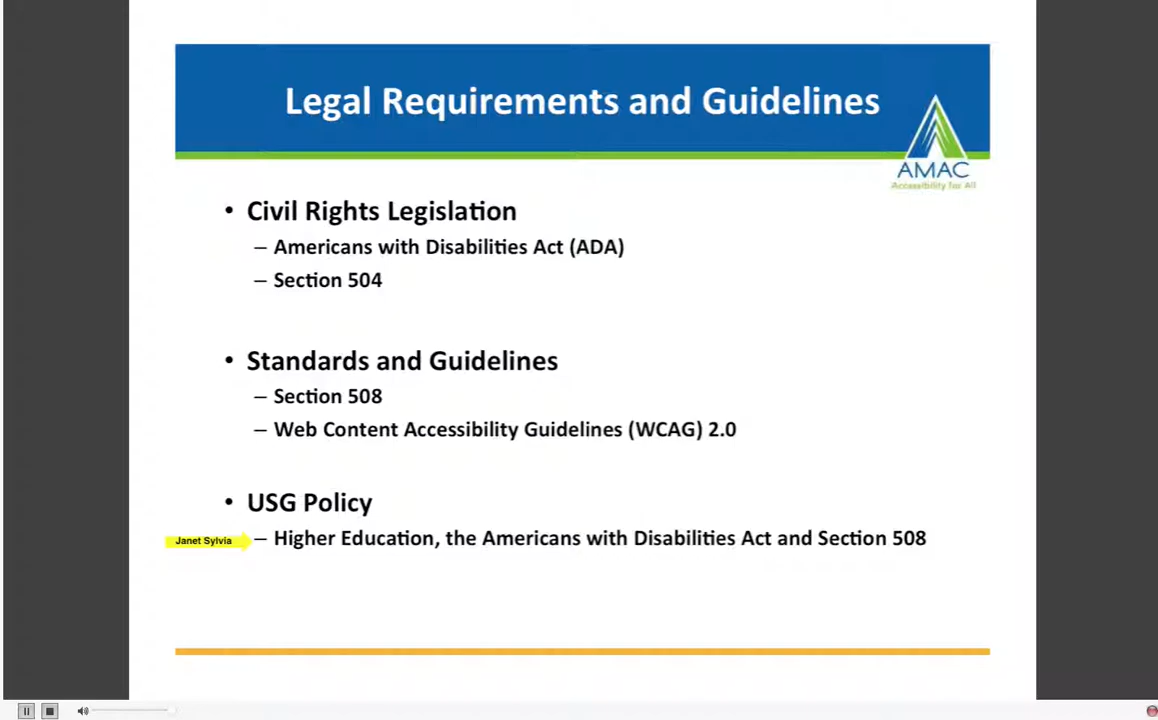 Legal Requirements and Guidelines
AMAC
Accessibility for All
• Civil Rights Legislation
– Americans with Disabilities Act (ADA)
– Section 504
• Standards and Guidelines
– Section 508
– Web Content Accessibility Guidelines (WCAG) 2.0
• USG Policy
Janet Sylvia – Higher Education, the Americans with Disabilities Act and Section 508